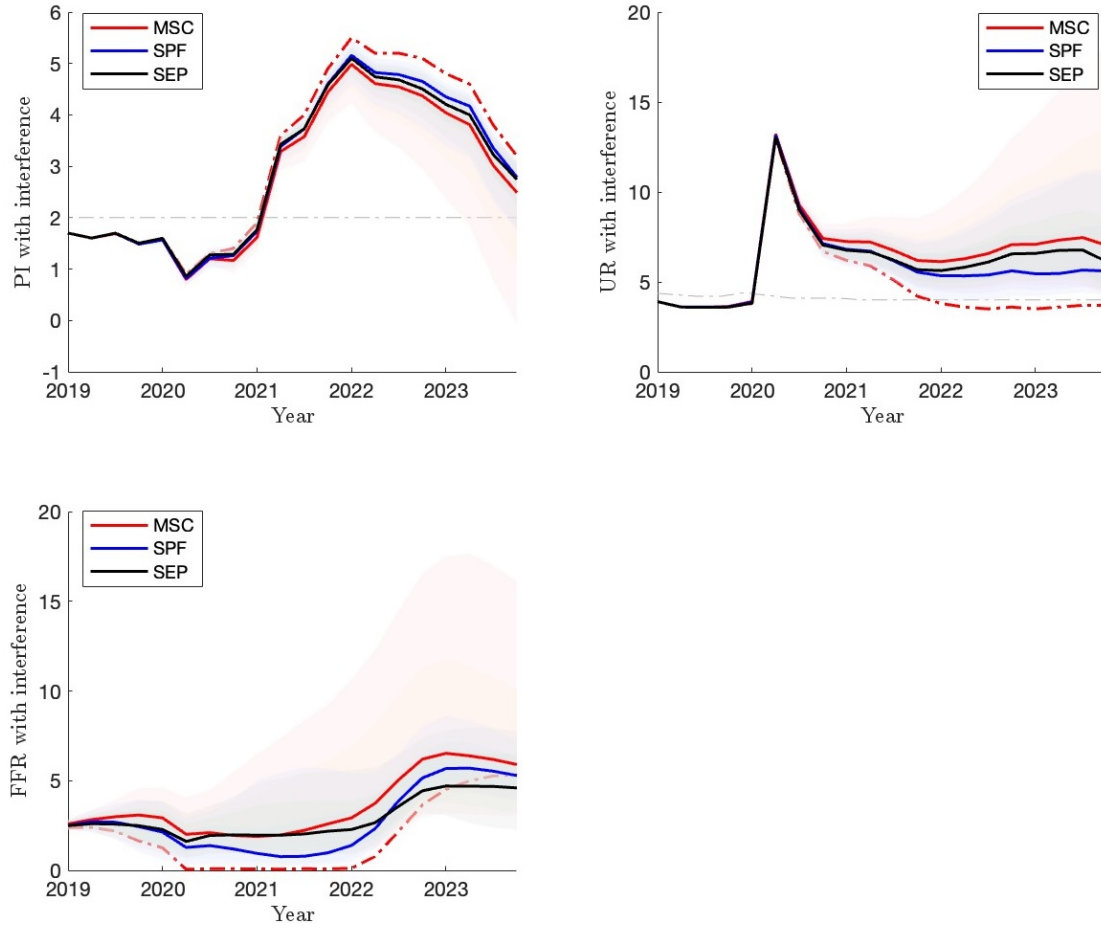 6
5
4
3
2
1
0
-1
PI with interference
MSC
SPF
SEP
2019
2020
2021
2022
2023
Year
20
15
10
5
0
UR with interference
MSC
SPF
SEP
2019
2020
2021
2022
2023
Year
20
15
10
5
0
FFR with interference
MSC
SPF
SEP
2019
2020
2021
2022
2023
Year